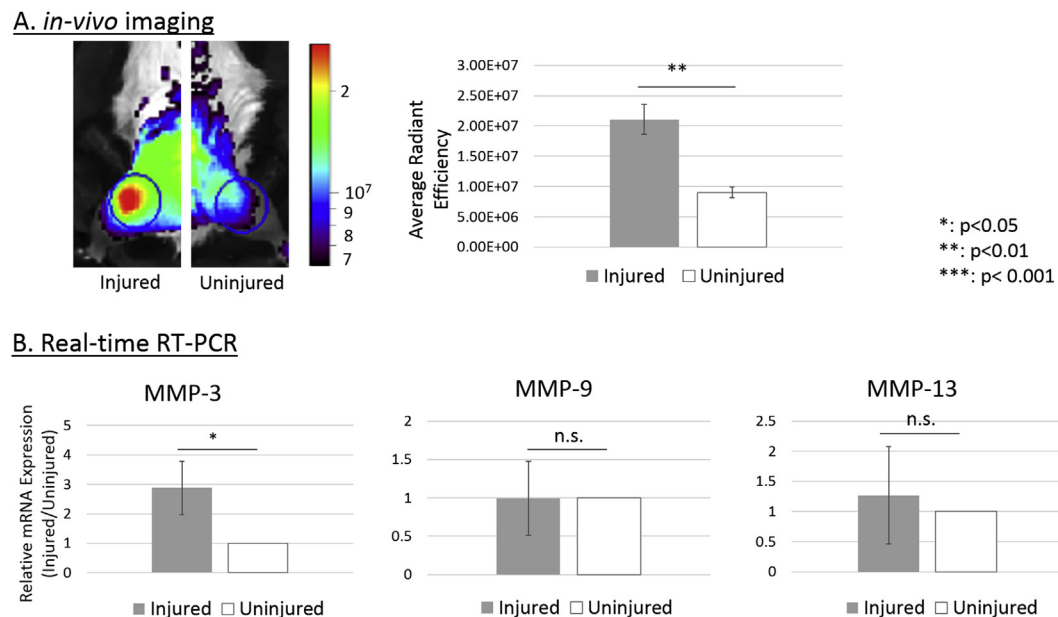 A. in-vivo imaging
2
10⁷
9
8
7
Injured
Uninjured
Average Radiant
Efficiency
3.00E+07
2.50E+07
2.00E+07
1.50E+07
1.00E+07
5.00E+06
0.00E+00
**
Injured
Uninjured
*: p<0.05
**: p<0.01
***: p< 0.001
B. Real-time RT-PCR
Relative mRNA Expression
(Injured/Uninjured)
MMP-3
5
4
3
2
1
0
*
Injured
Uninjured
MMP-9
2
1.5
1
0.5
0
n.s.
Injured
Uninjured
MMP-13
2.5
2
1.5
1
0.5
0
n.s.
Injured
Uninjured